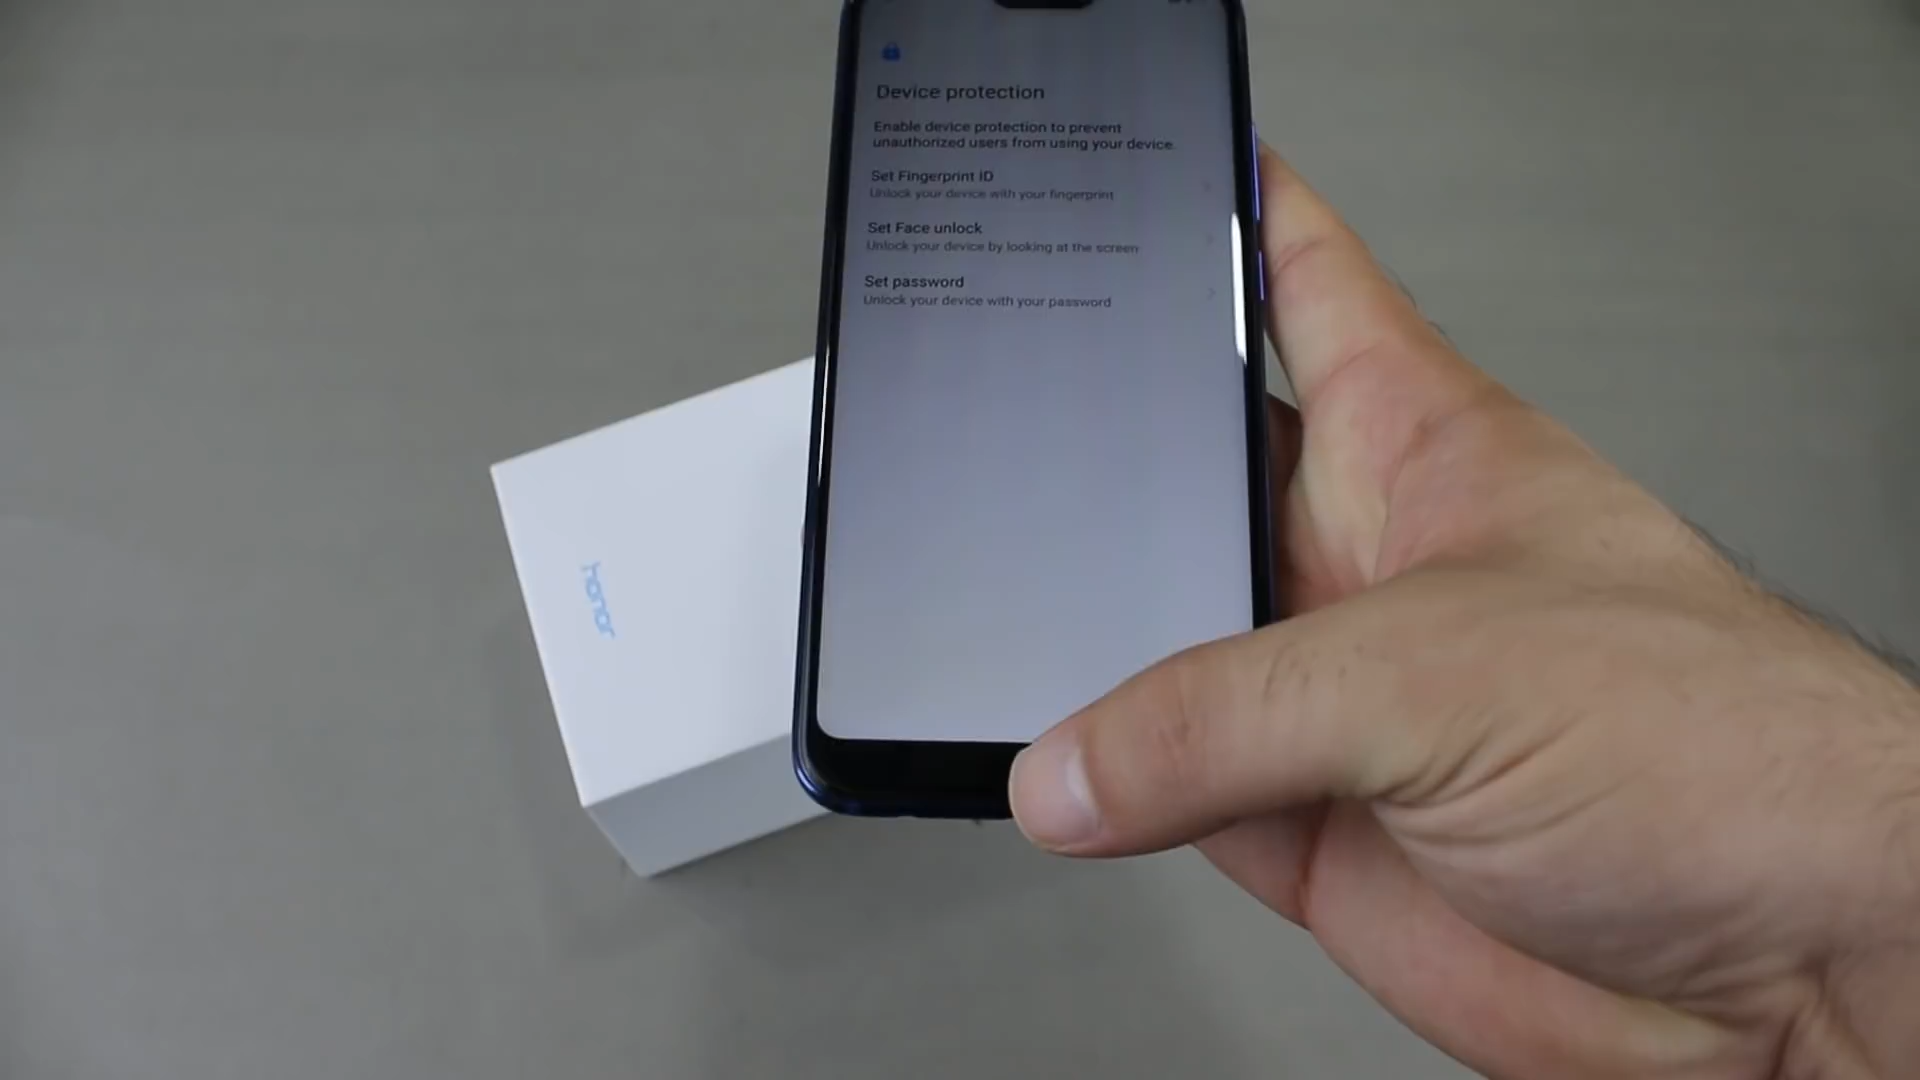 Device protection
Enable device protection to prevent
unauthorized users from using your device.
Set Fingerprint ID
Unlock your device with your fingerprint
Set Face unlock
Unlock your device by looking at the screen
Set password
Unlock your device with your password
honor